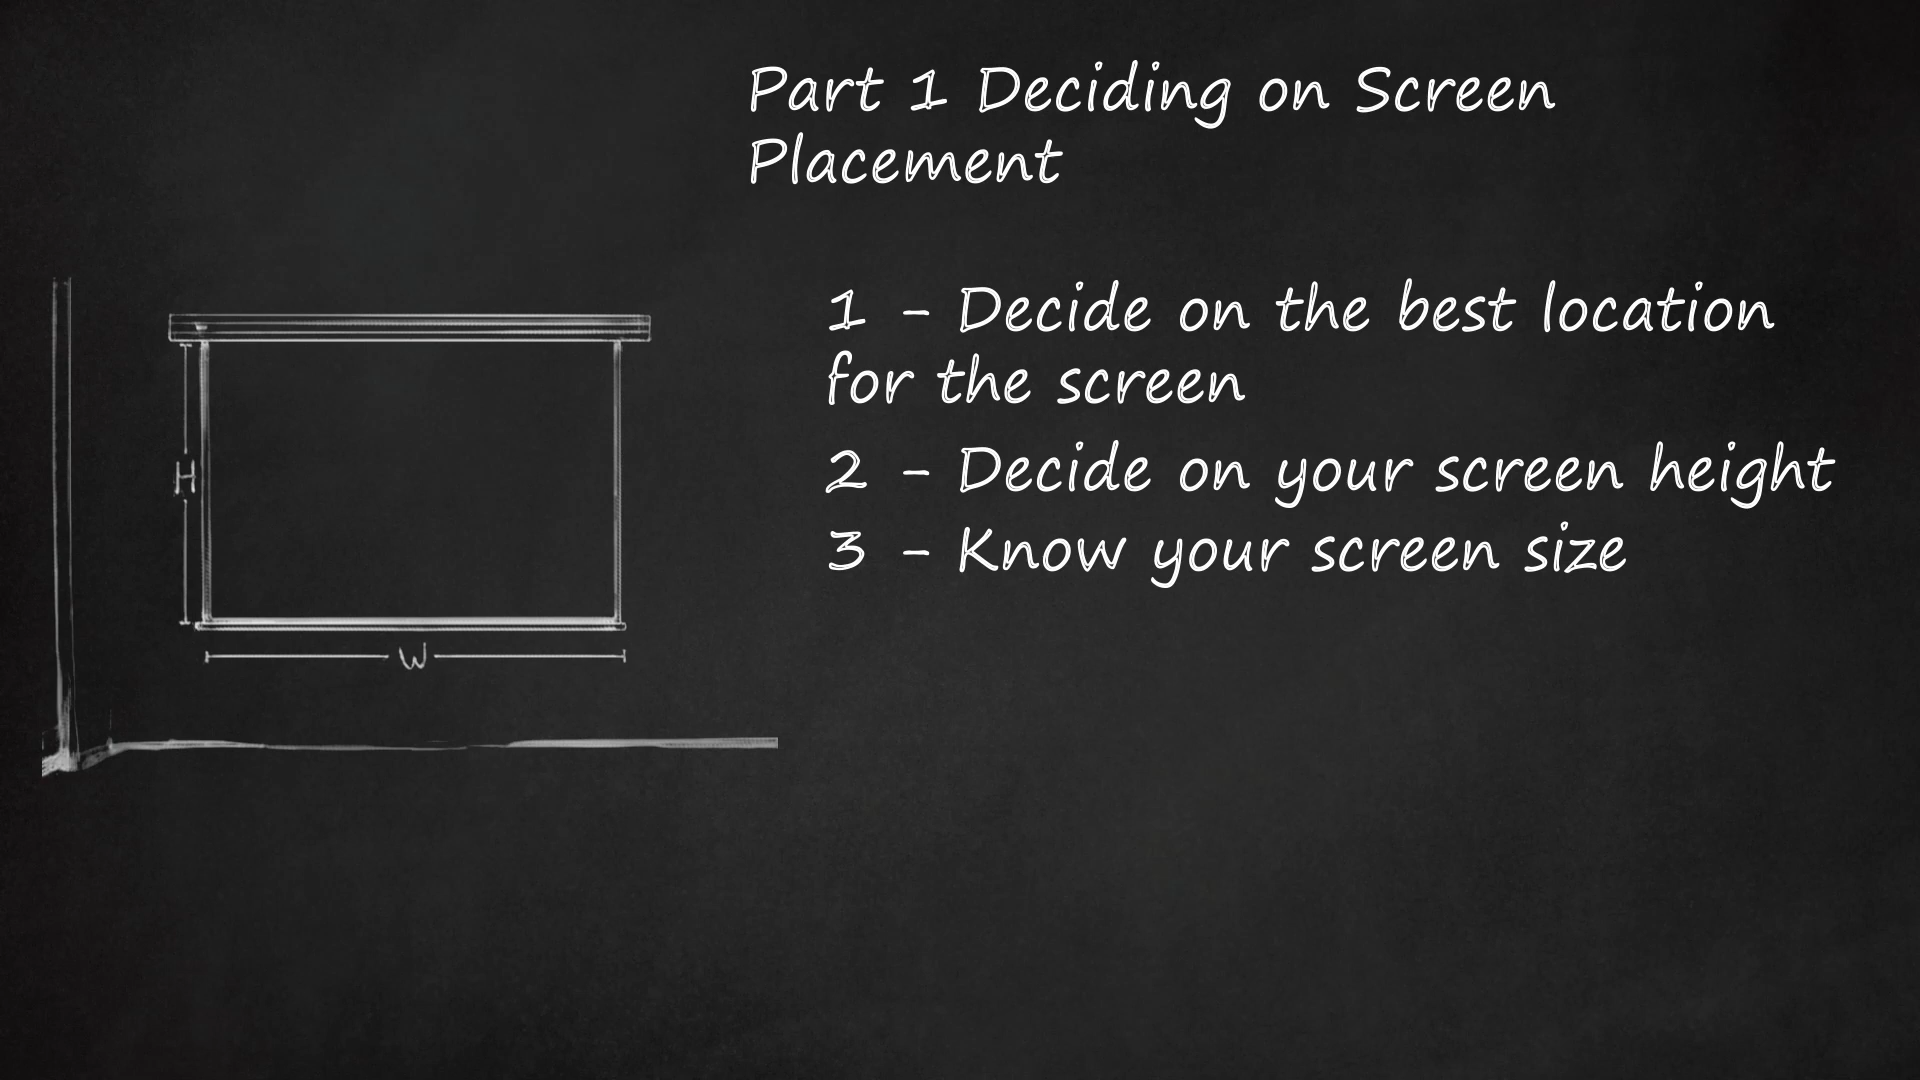 Part 1 Deciding on Screen
Placement
1 - Decide on the best location
for the screen
2 - Decide on your screen height
3 - Know your screen size
H
W